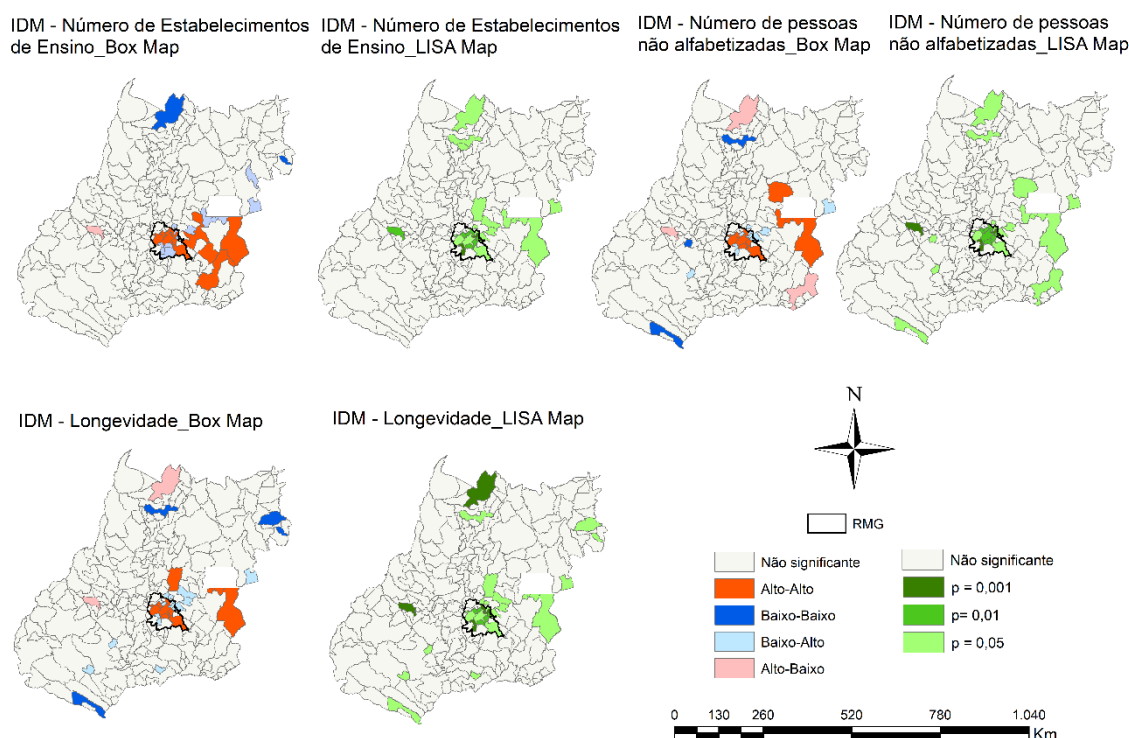 IDM - Número de Estabelecimentos
de Ensino_Box Map
IDM - Número de Estabelecimentos
de Ensino_LISA Map
IDM - Número de pessoas
não alfabetizadas_Box Map
IDM - Número de pessoas
não alfabetizadas_LISA Map
IDM - Longevidade_Box Map
IDM - Longevidade_LISA Map
N
RMG
Não significante
Alto-Alto
Baixo-Baixo
Baixo-Alto
Alto-Baixo
Não significante
p = 0,001
p= 0,01
p = 0,05
0 130 260 520 780 1.040
Km